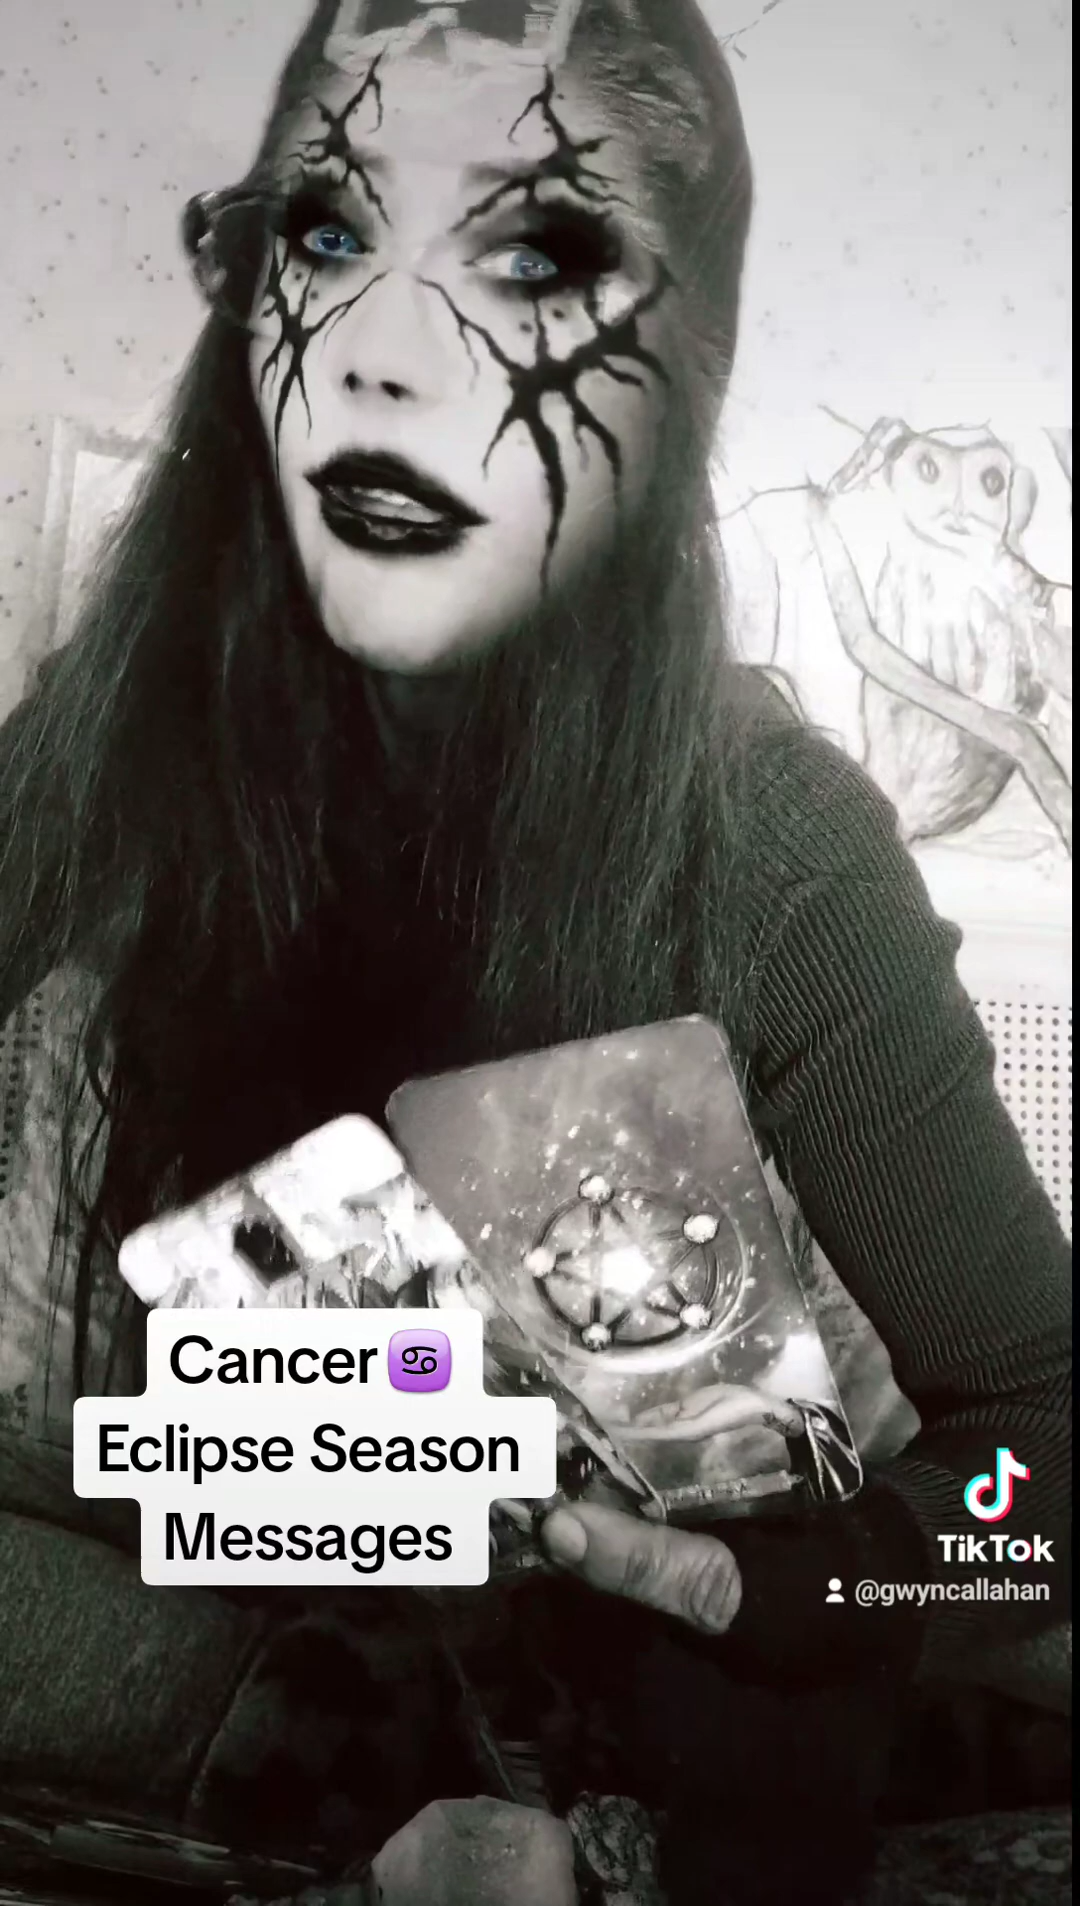 Cancer♋
Eclipse Season
Messages
TikTok
@gwyncallahan